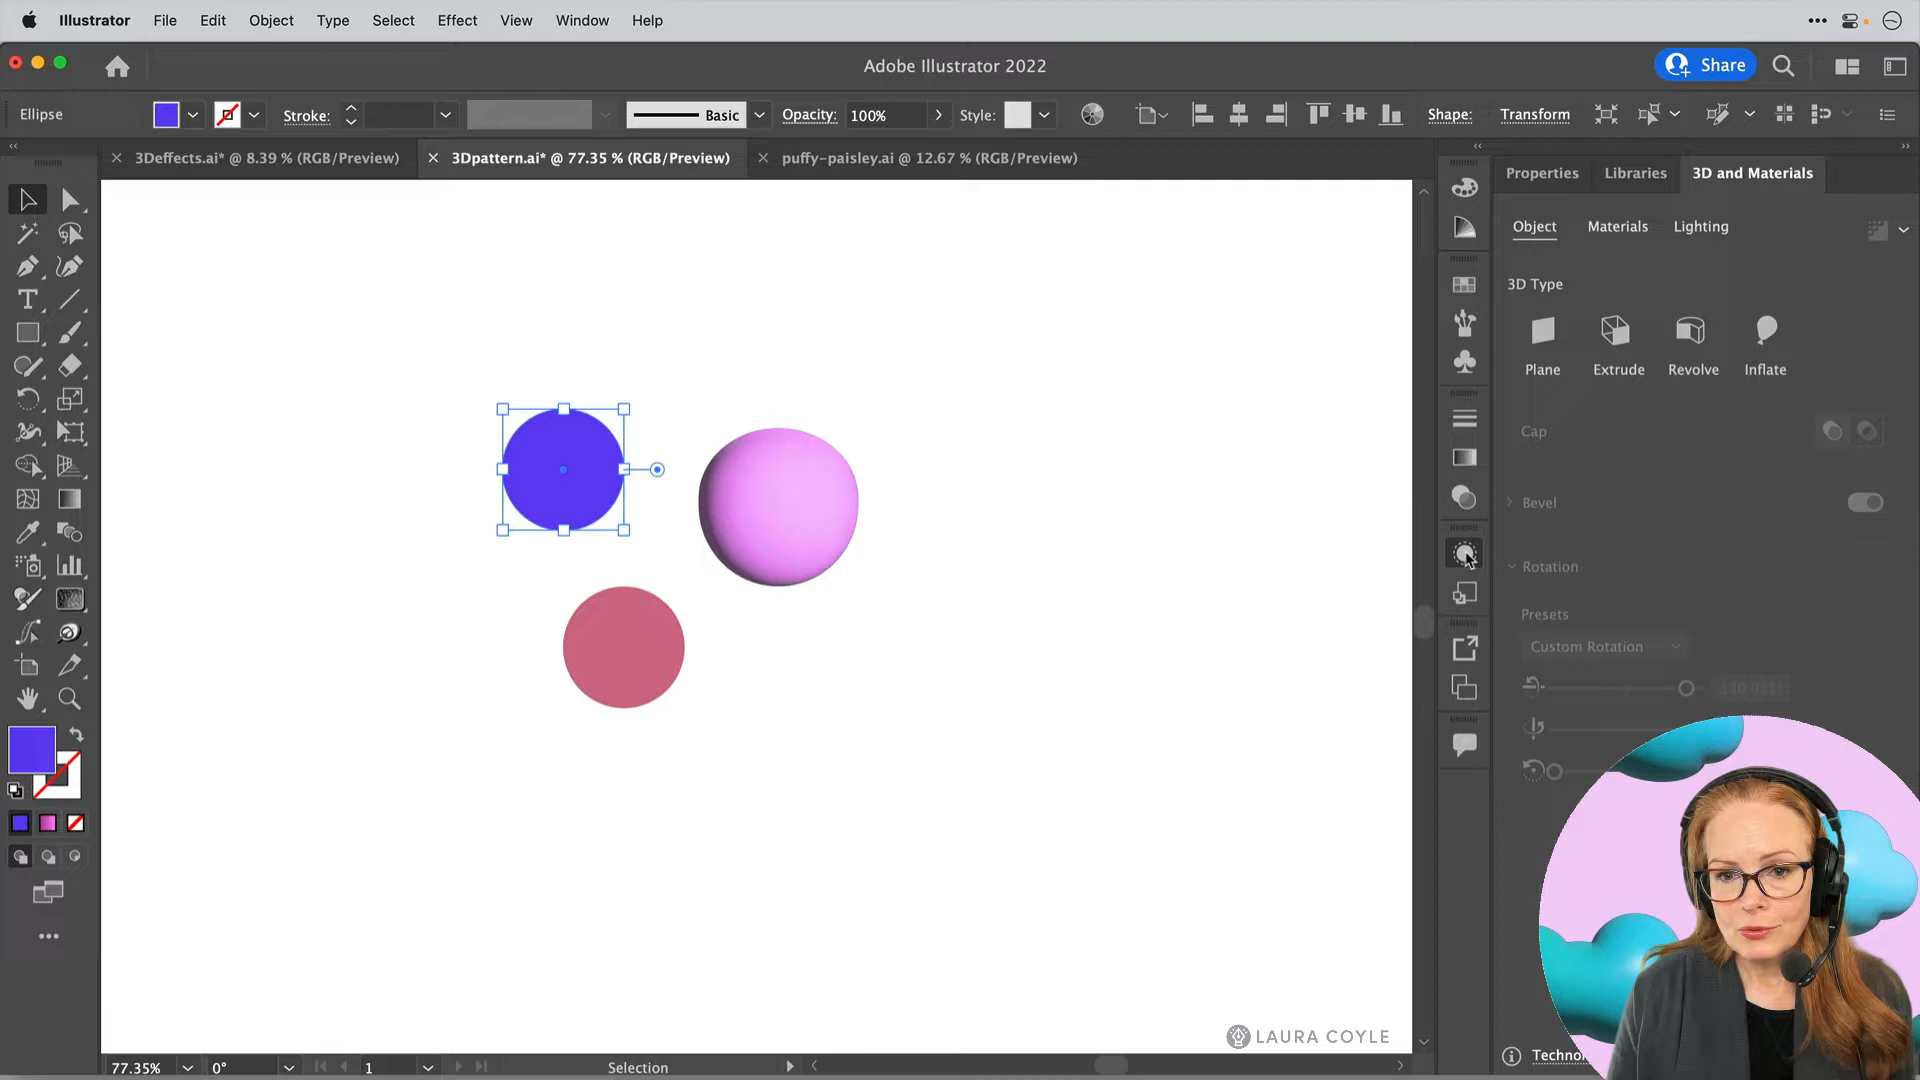 Illustrator File Edit Object Type Select Effect View Window Help
Adobe Illustrator 2022
Share
Ellipse Stroke: Basic Opacity: 100% Style: Shape: Transform
3Deffects.ai* @ 8.39 % (RGB/Preview) 3Dpattern.ai* @ 77.35 % (RGB/Preview) puffy-paisley.ai @ 12.67 % (RGB/Preview)
Properties Libraries 3D and Materials
Object Materials Lighting
3D Type
Plane Extrude Revolve Inflate
Cap
Bevel
Rotation
Presets
Custom Rotation
LAURA COYLE
77.35% 0° 1 Selection